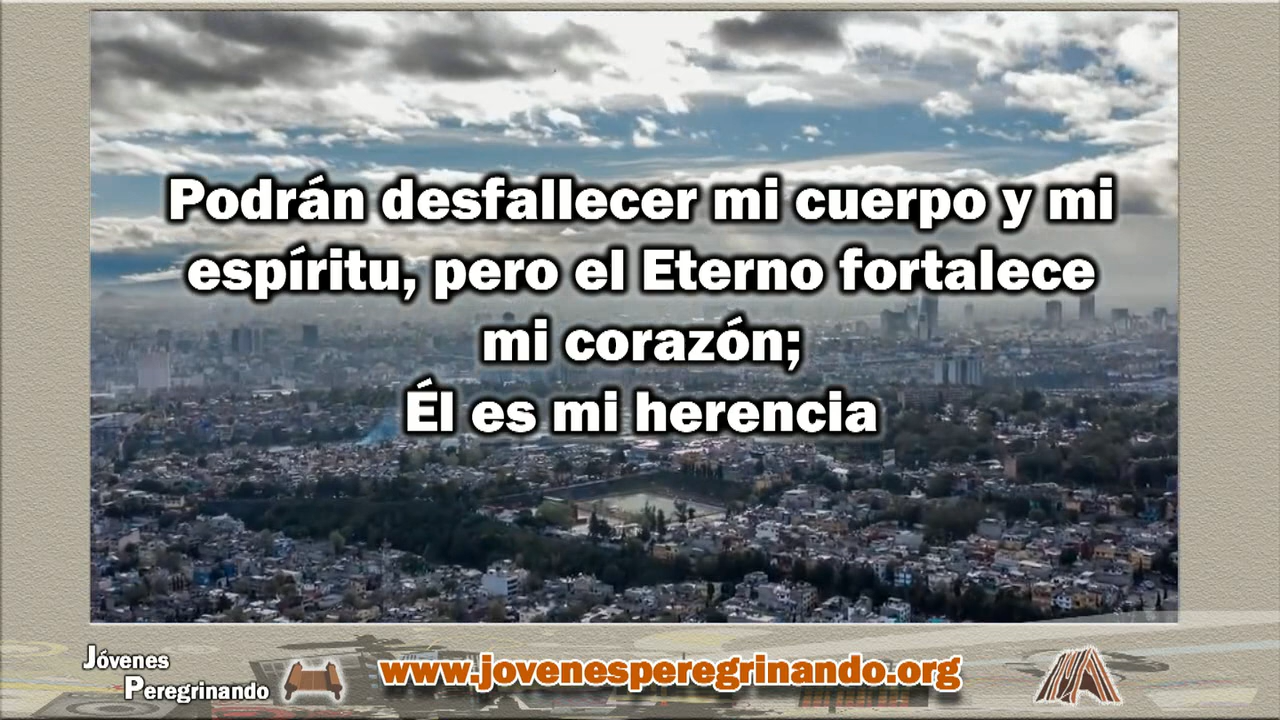 Podrán desfallecer mi cuerpo y mi
espíritu, pero el Eterno fortalece
mi corazón;
Él es mi herencia
Jóvenes
Peregrinando
www.jovenesperegrinando.org